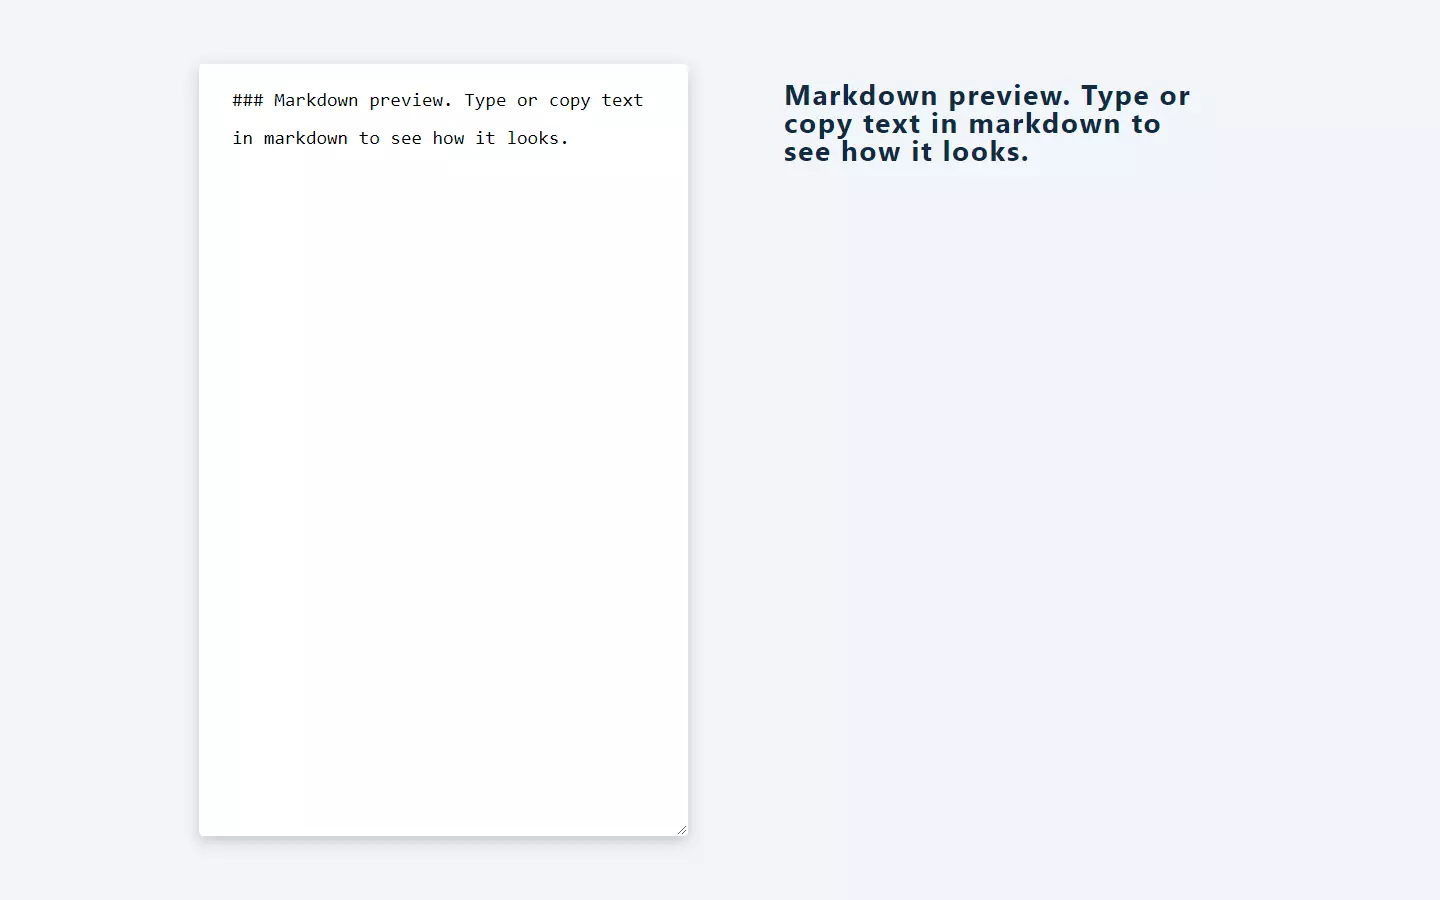 ### Markdown preview. Type or copy text
in markdown to see how it looks.
Markdown preview. Type or
copy text in markdown to
see how it looks.